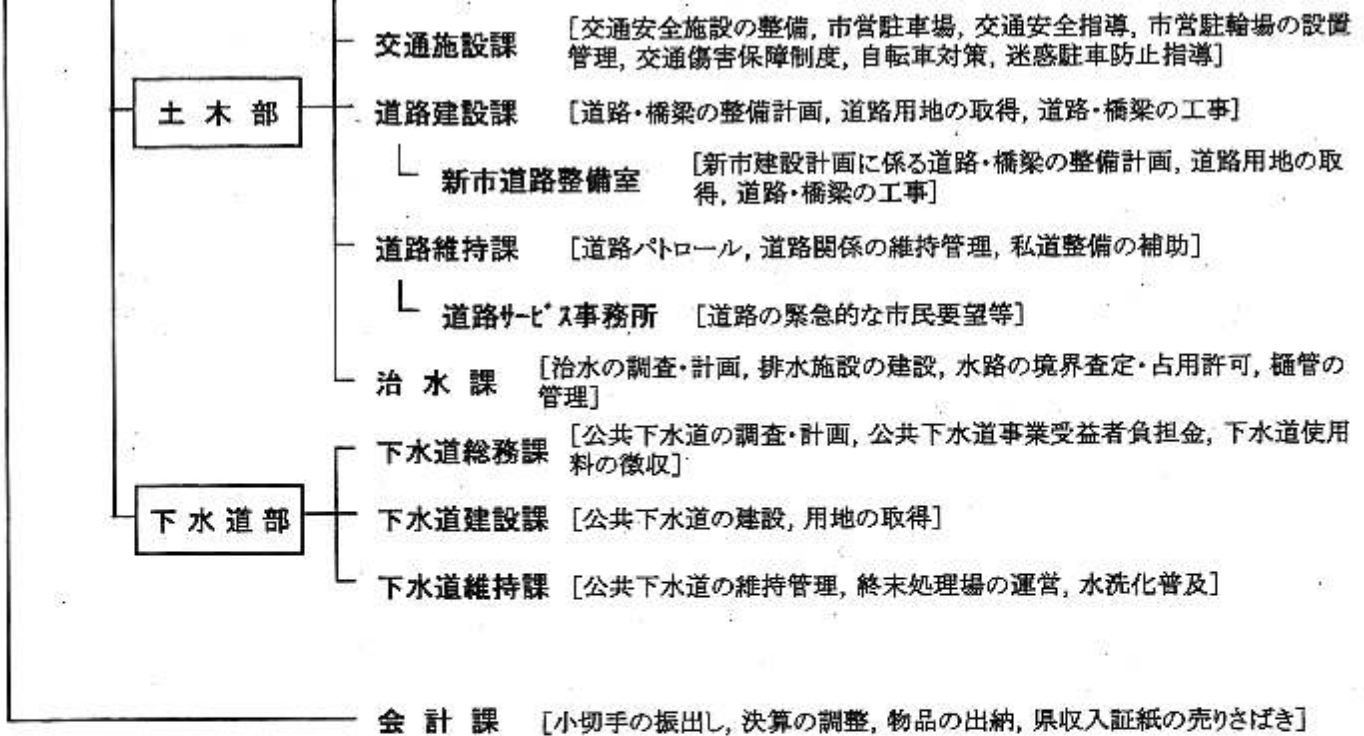 交通施設課 [交通安全施設の整備, 市営駐車場, 交通安全指導, 市営駐輪場の設置
管理, 交通傷害保障制度, 自転車対策, 迷惑駐車防止指導]
土木部
道路建設課 [道路・橋梁の整備計画, 道路用地の取得, 道路・橋梁の工事]
新市道路整備室 [新市建設計画に係る道路・橋梁の整備計画, 道路用地の取
得, 道路・橋梁の工事]
道路維持課 [道路パトロール, 道路関係の維持管理, 私道整備の補助]
道路サービス事務所 [道路の緊急的な市民要望等]
治水課 [治水の調査・計画, 排水施設の建設, 水路の境界査定・占用許可, 樋管の
管理]
下水道総務課 [公共下水道の調査・計画, 公共下水道事業受益者負担金, 下水道使用
料の徴収]
下水道部
下水道建設課 [公共下水道の建設, 用地の取得]
下水道維持課 [公共下水道の維持管理, 終末処理場の運営, 水洗化普及]
会計課 [小切手の振出し, 決算の調整, 物品の出納, 県収入証紙の売りさばき]